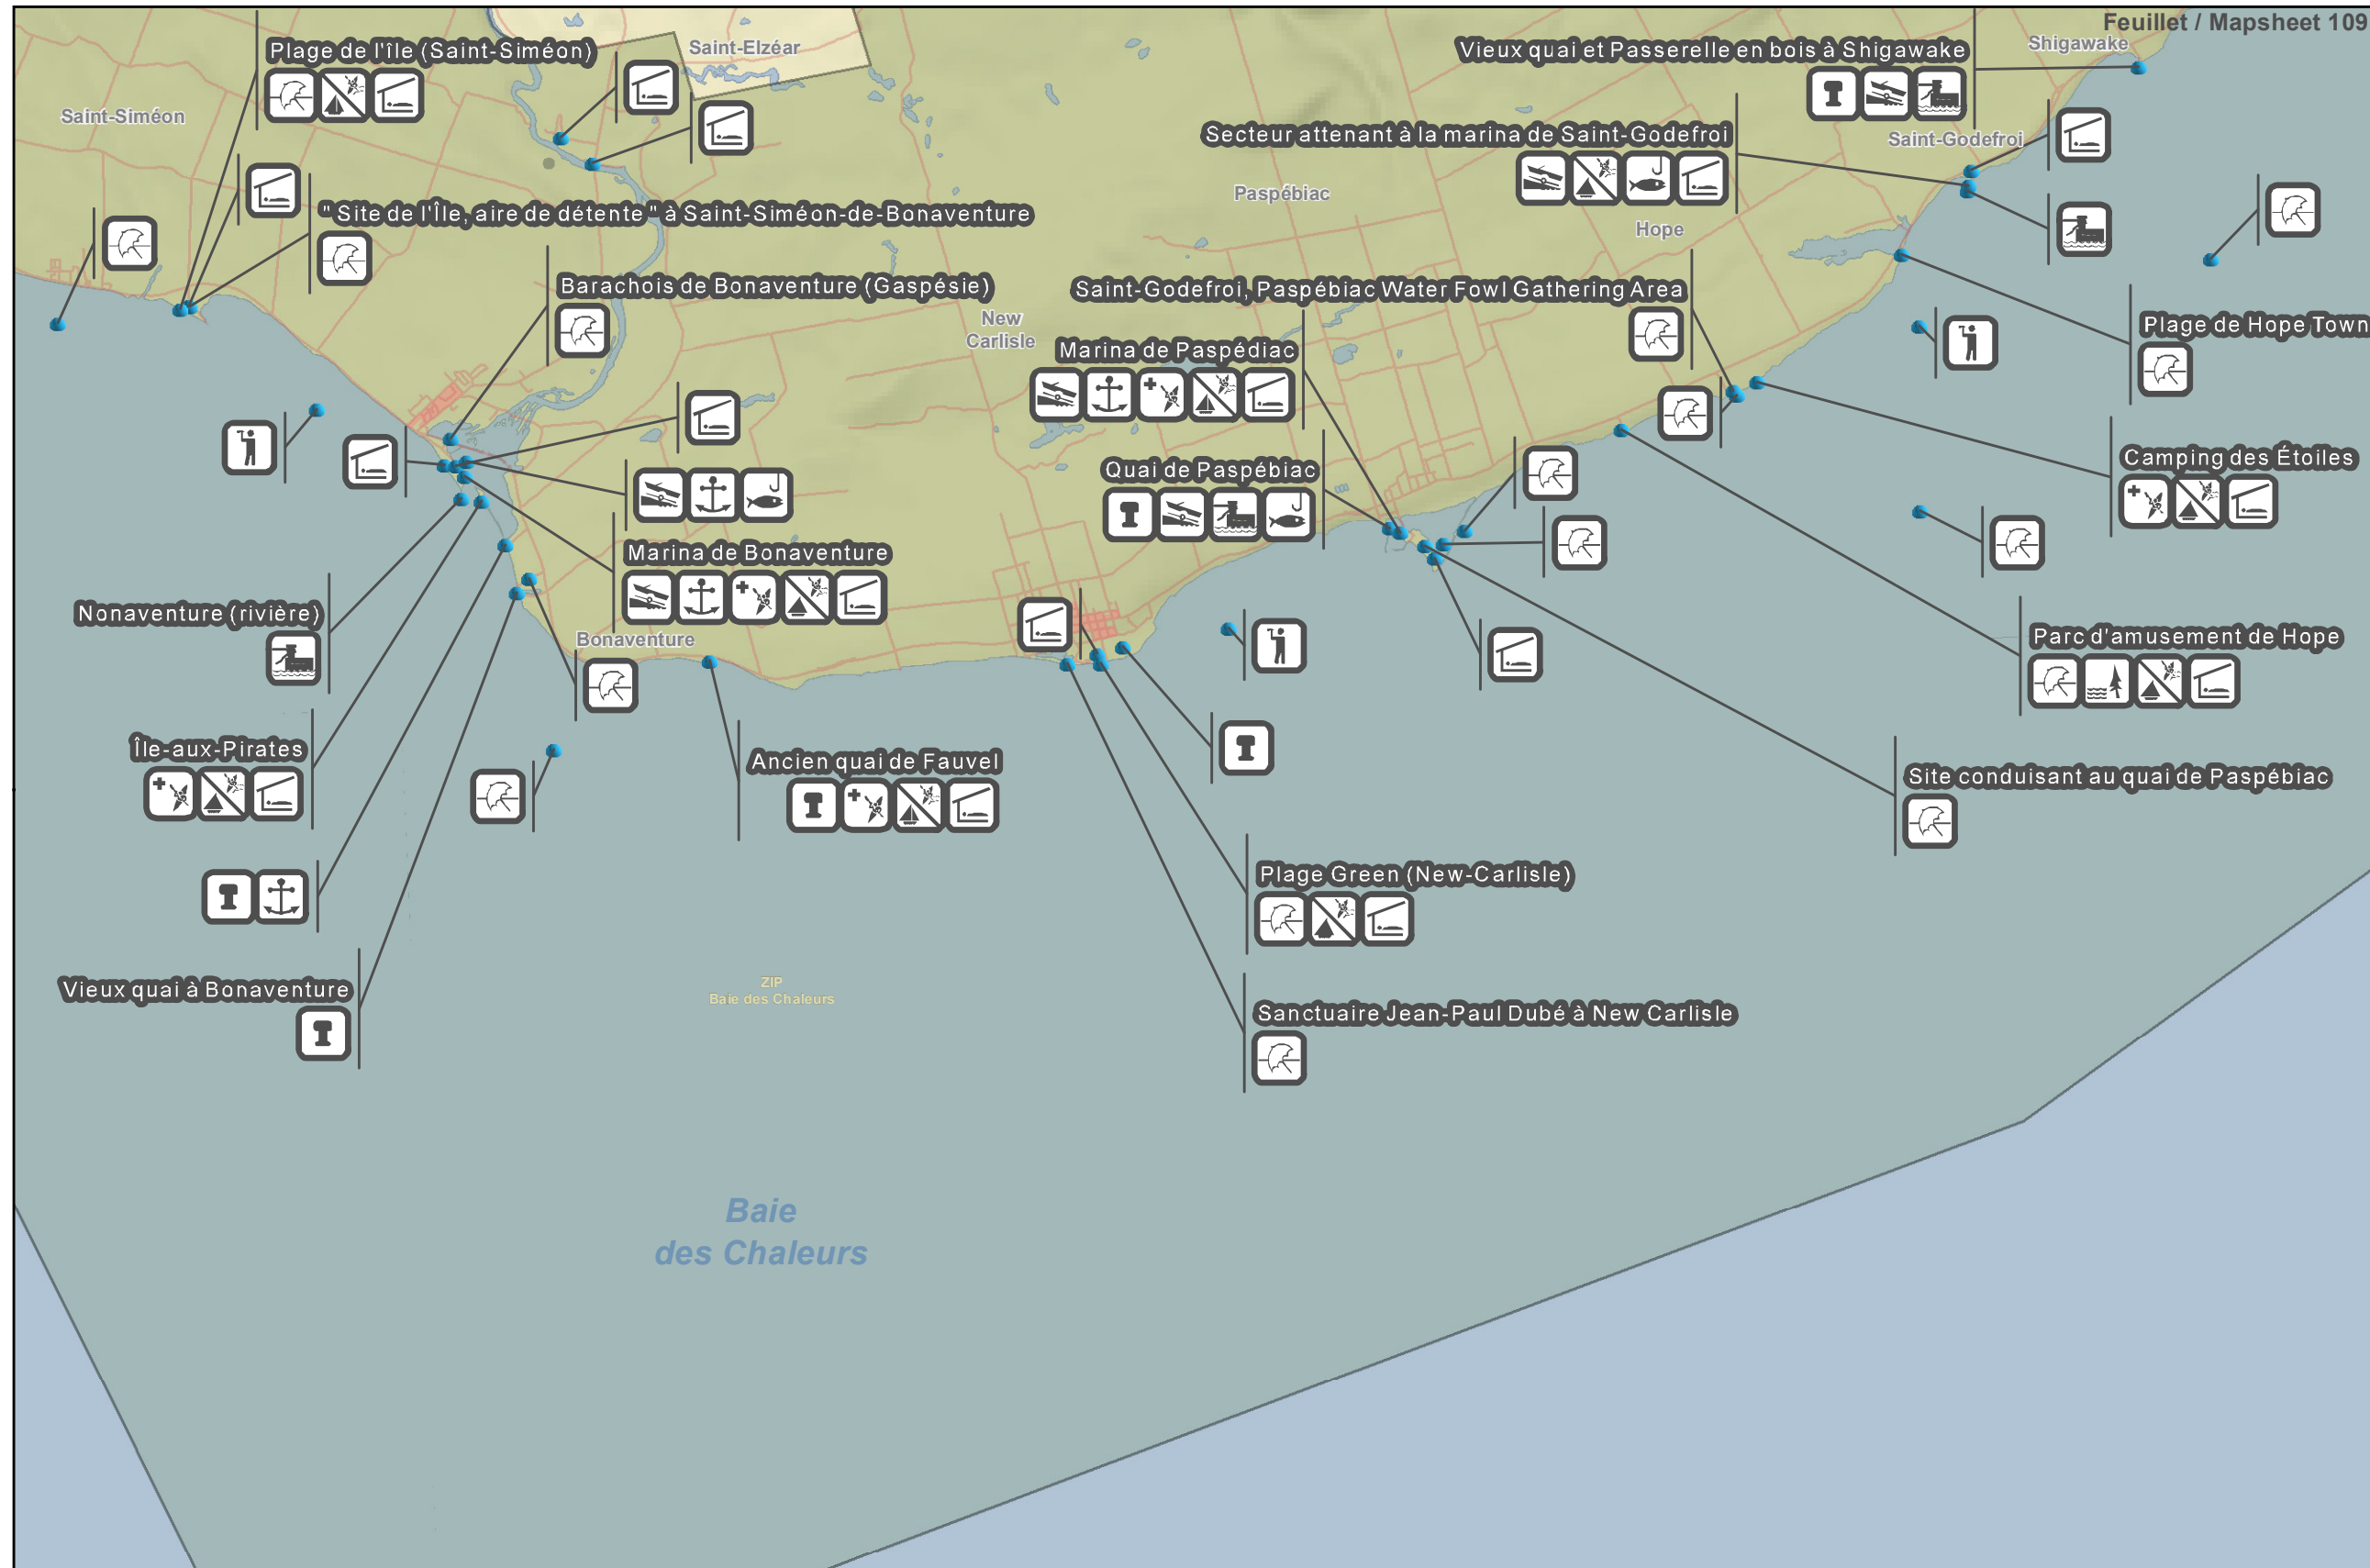 Feuillet / Mapsheet 109
Plage de l'île (Saint-Siméon)
Saint-Elzéar
Vieux quai et Passerelle en bois à Shigawake
Shigawake
Saint-Siméon
Secteur attenant à la marina de Saint-Godefroi
Saint-Godefroi
Paspébiac
Hope
" Site de l'Île, aire de détente " à Saint-Siméon-de-Bonaventure
Barachois de Bonaventure (Gaspésie)
Saint-Godefroi, Paspébiac Water Fowl Gathering Area
New
Carlisle
Plage de Hope Town
Marina de Paspédiac
Quai de Paspébiac
Camping des Étoiles
Marina de Bonaventure
Nonaventure (rivière)
Bonaventure
Parc d'amusement de Hope
Île-aux-Pirates
Ancien quai de Fauvel
Site conduisant au quai de Paspébiac
Plage Green (New-Carlisle)
Vieux quai à Bonaventure
ZIP
Baie des Chaleurs
Sanctuaire Jean-Paul Dubé à New Carlisle
Baie
des Chaleurs